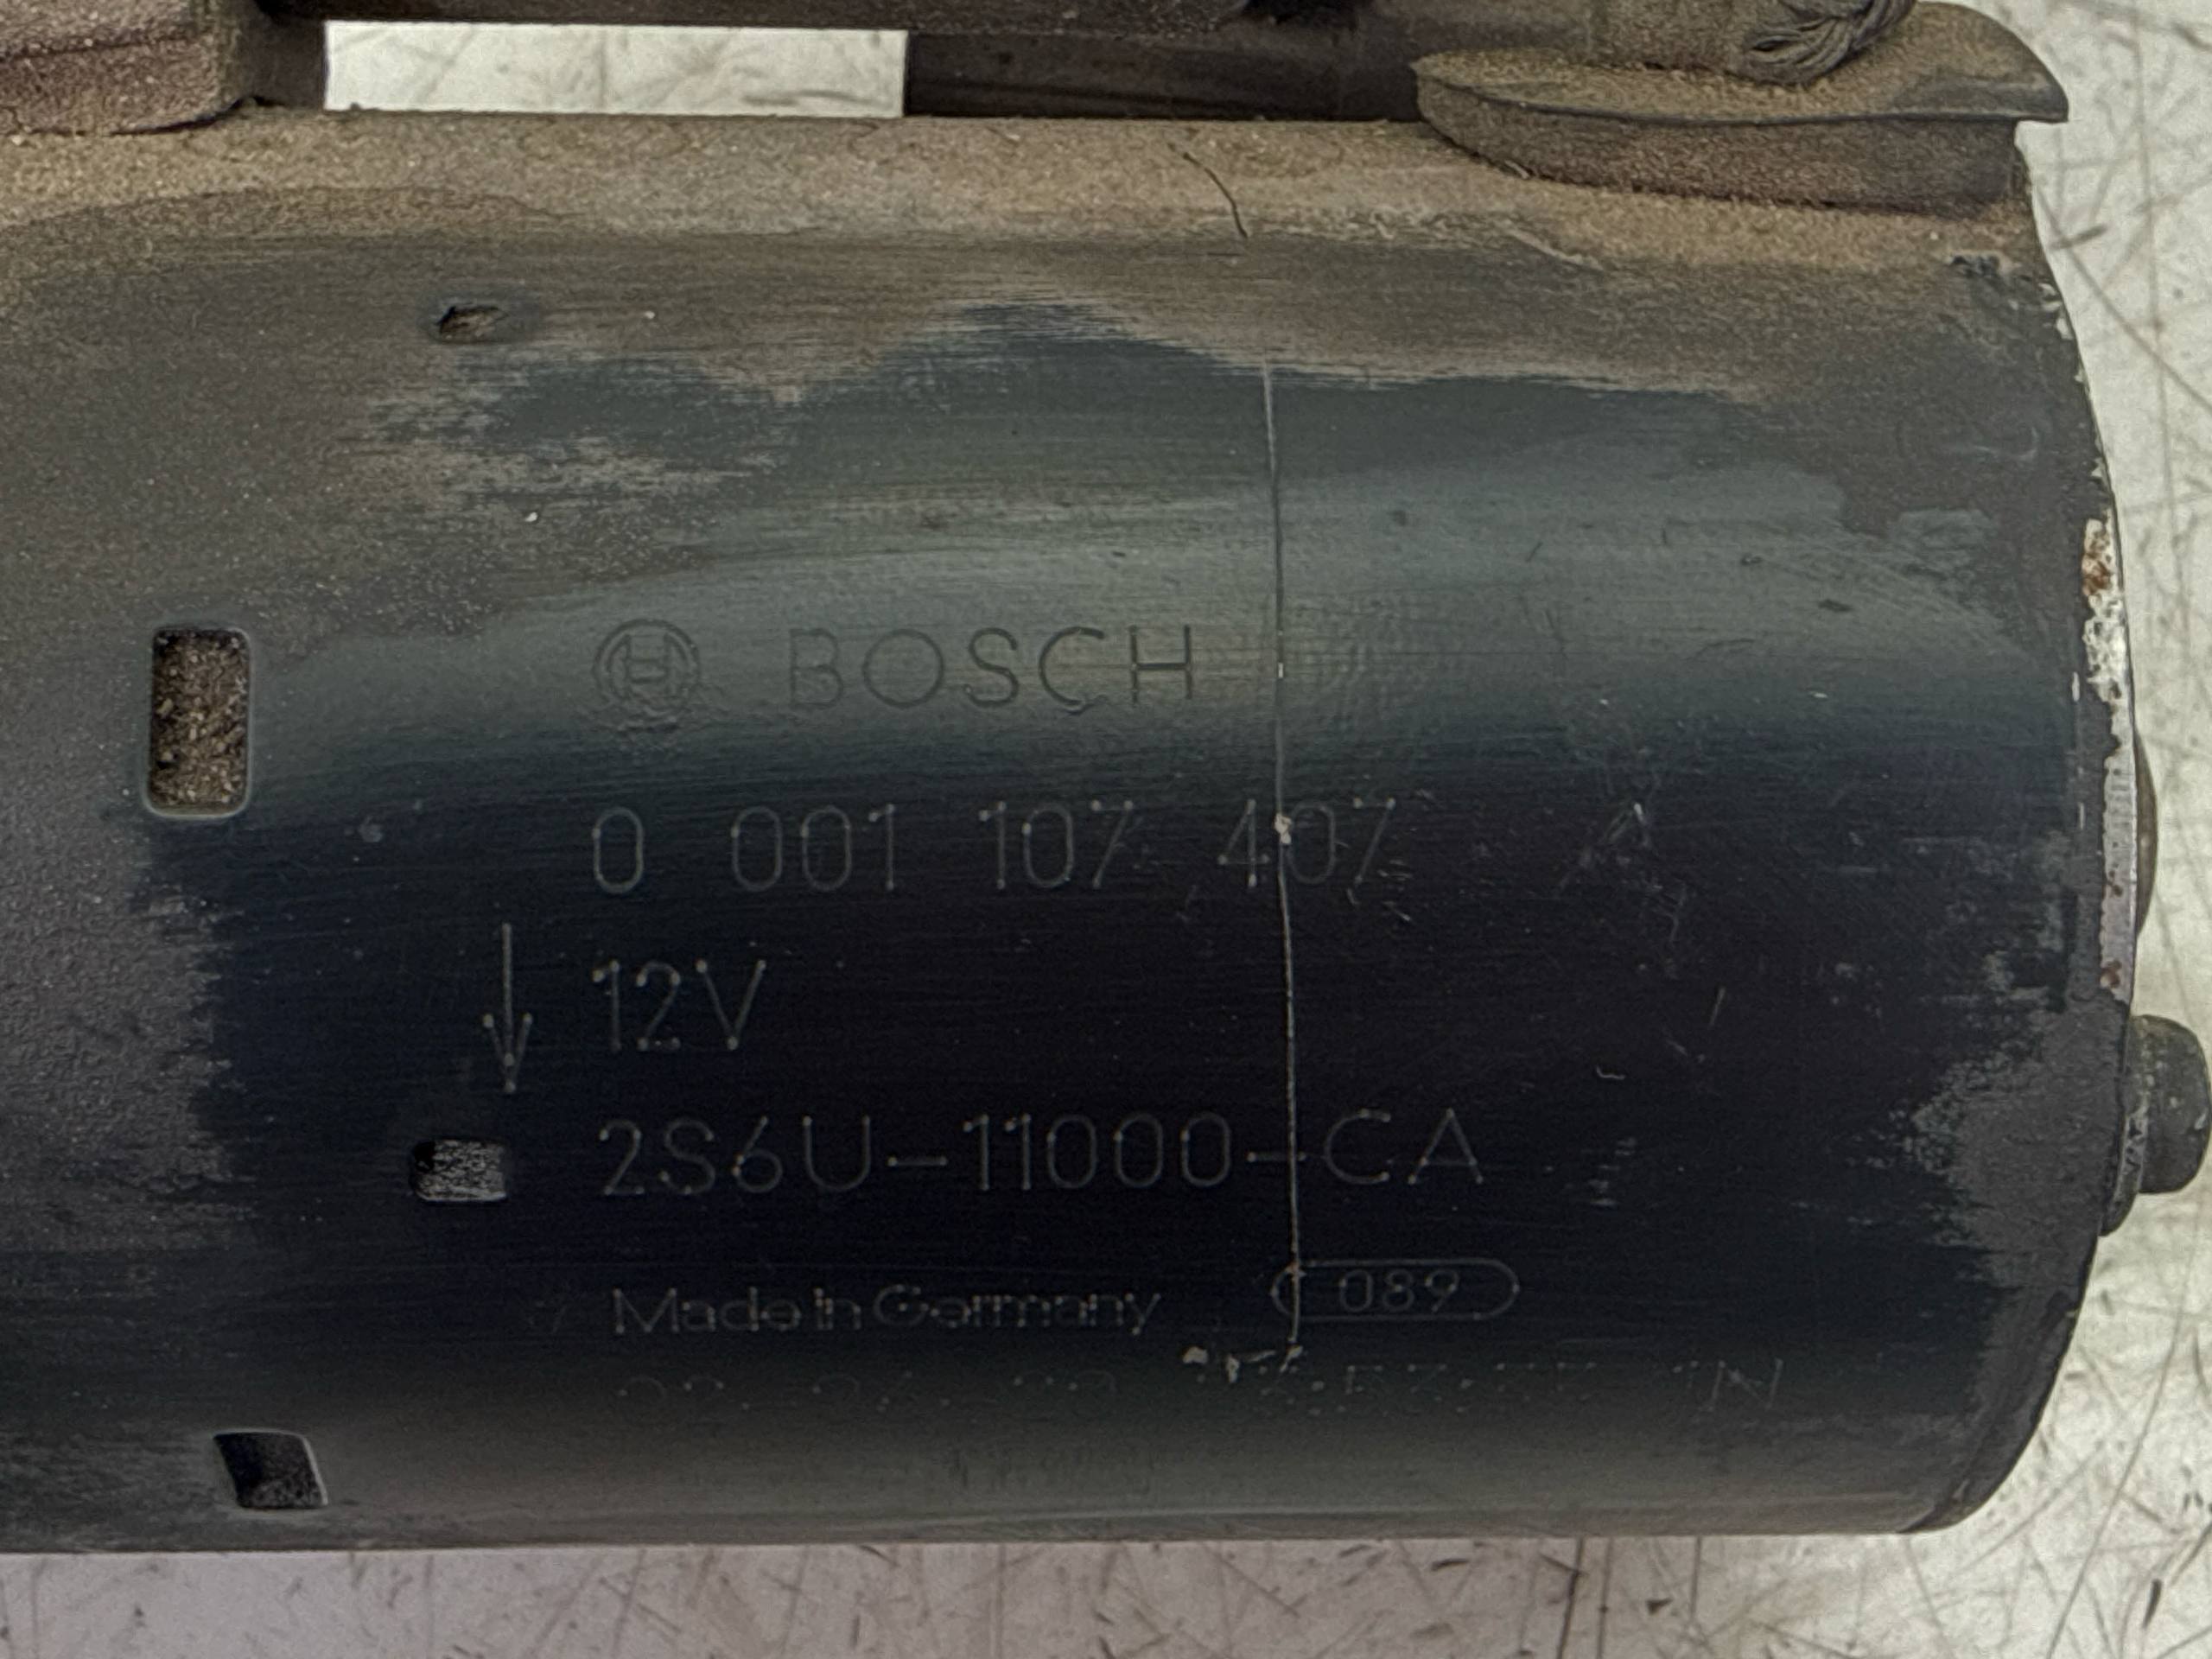 BOSCH
0 001 107 407
12V
2S6U-11000-CA
Made in Germany 089